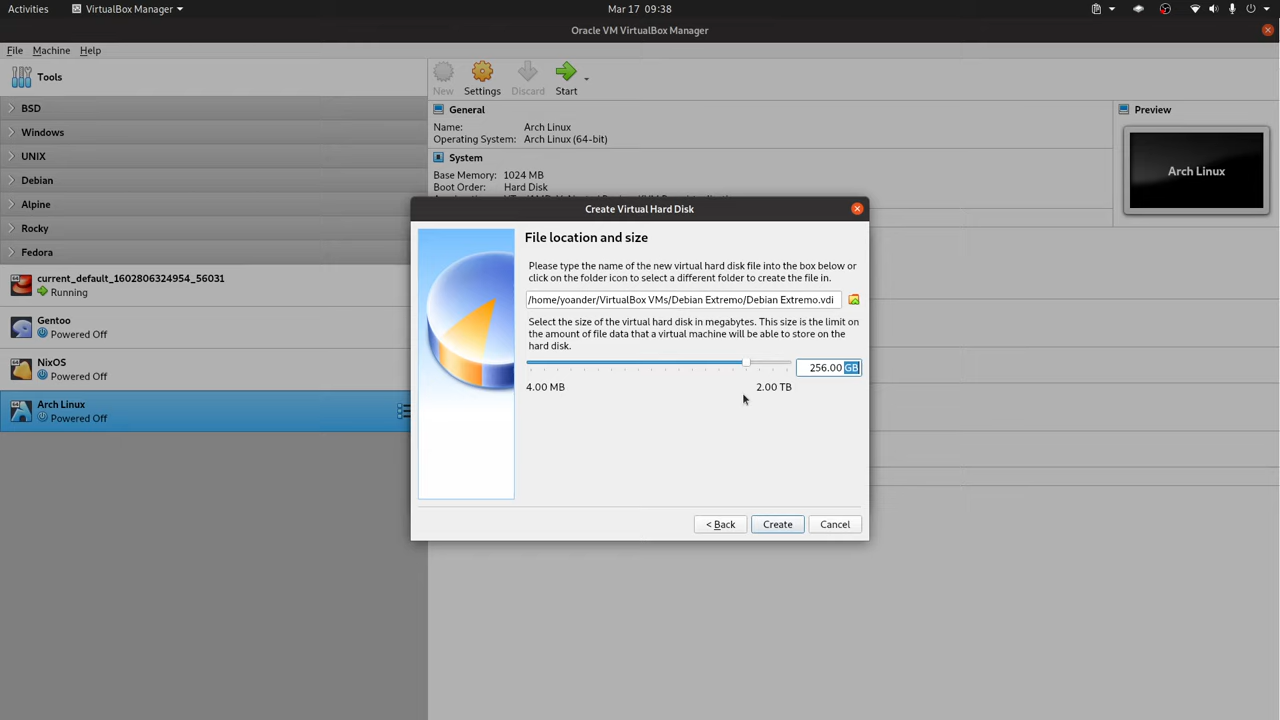 Activities
VirtualBox Manager
Mar 17 09:38
Oracle VM VirtualBox Manager
File Machine Help
Tools
New Settings Discard Start
BSD
Windows
UNIX
Debian
Alpine
Rocky
Fedora
current_default_1602806324954_56031
Running
Gentoo
Powered Off
NixOS
Powered Off
Arch Linux
Powered Off
General
Name: Arch Linux
Operating System: Arch Linux (64-bit)
System
Base Memory: 1024 MB
Boot Order: Hard Disk
Preview
Arch Linux
Create Virtual Hard Disk
File location and size
Please type the name of the new virtual hard disk file into the box below or
click on the folder icon to select a different folder to create the file in.
/home/yoander/VirtualBox VMs/Debian Extremo/Debian Extremo.vdi
Select the size of the virtual hard disk in megabytes. This size is the limit on
the amount of file data that a virtual machine will be able to store on the
hard disk.
256.00 GB
4.00 MB 2.00 TB
< Back Create Cancel